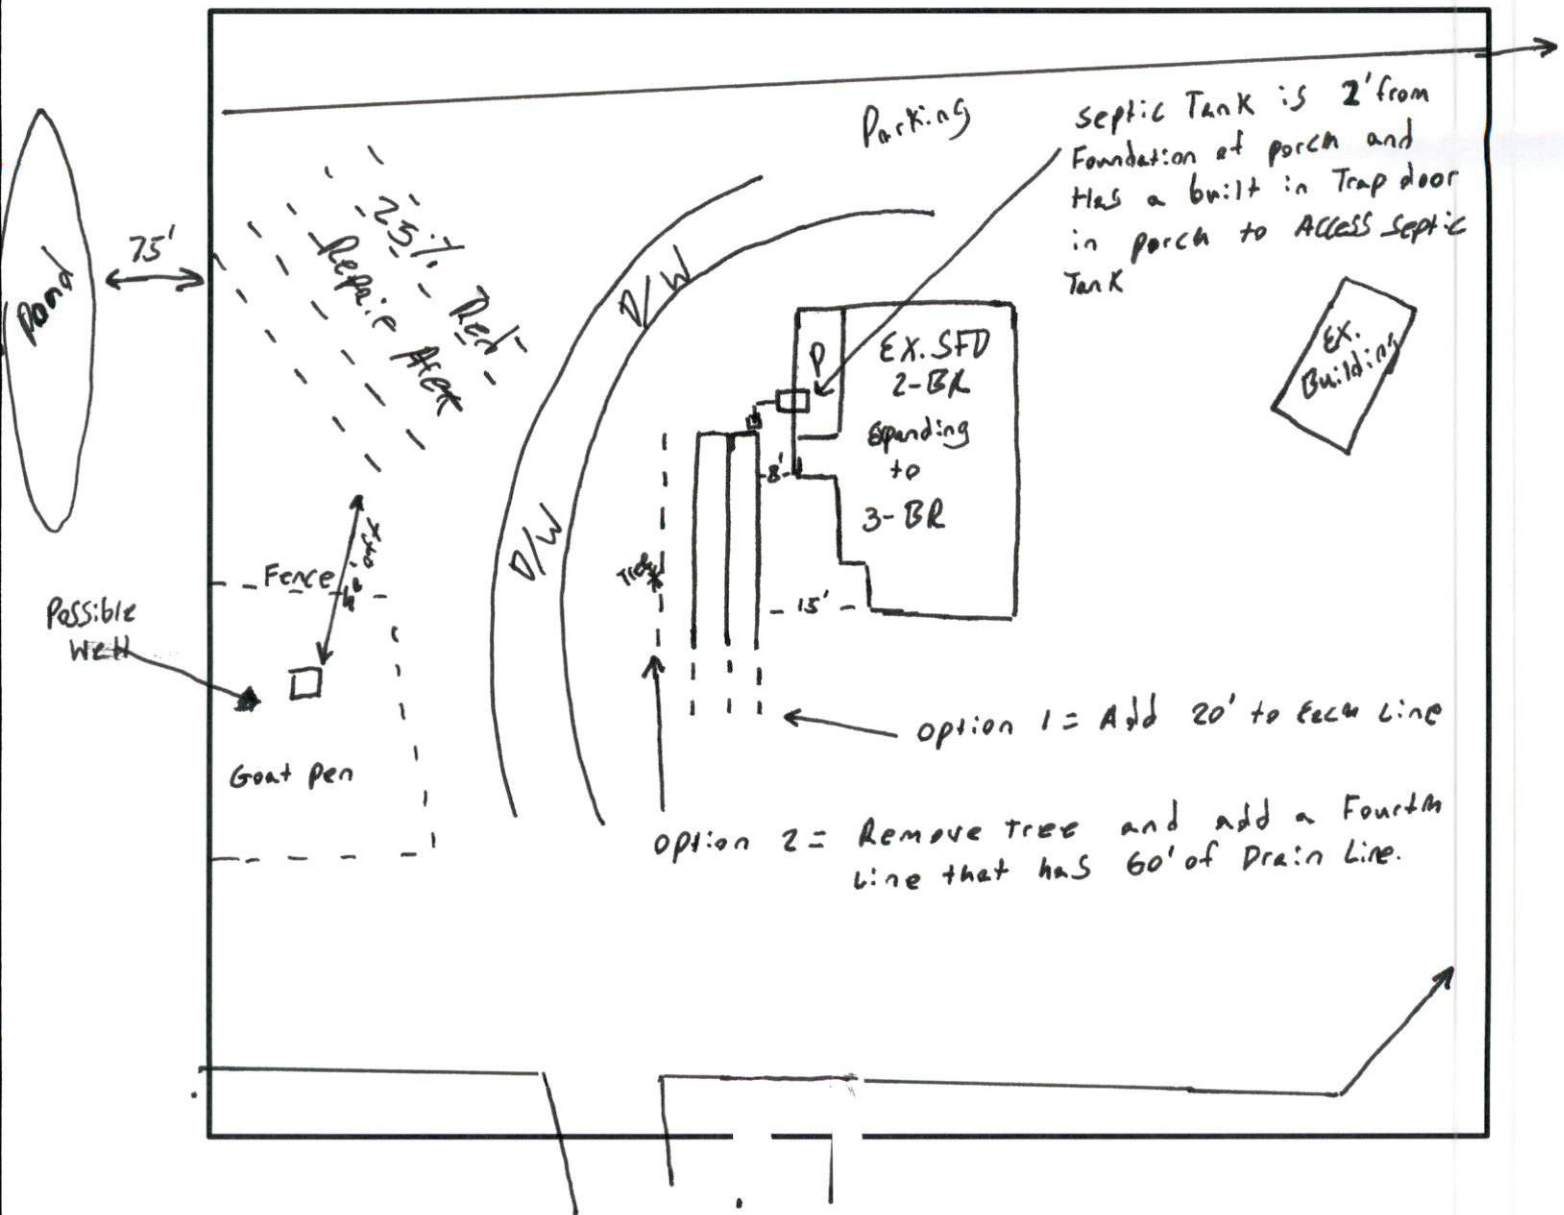 Parking
septic Tank is 2' from
Foundation of porch and
Has a built in Trap door
in porch to Access septic
Tank
75'
Pond
25% Red.
Repair Area
D/W
D/W
P
EX. SFD
2-BR
Expanding
to
3-BR
EX.
Building
8'
Tree
15'
Fence
Possible
Well
Goat Pen
option 1 = Add 20' to Each Line
option 2 = Remove Tree and add a Fourth
Line that has 60' of Drain Line.